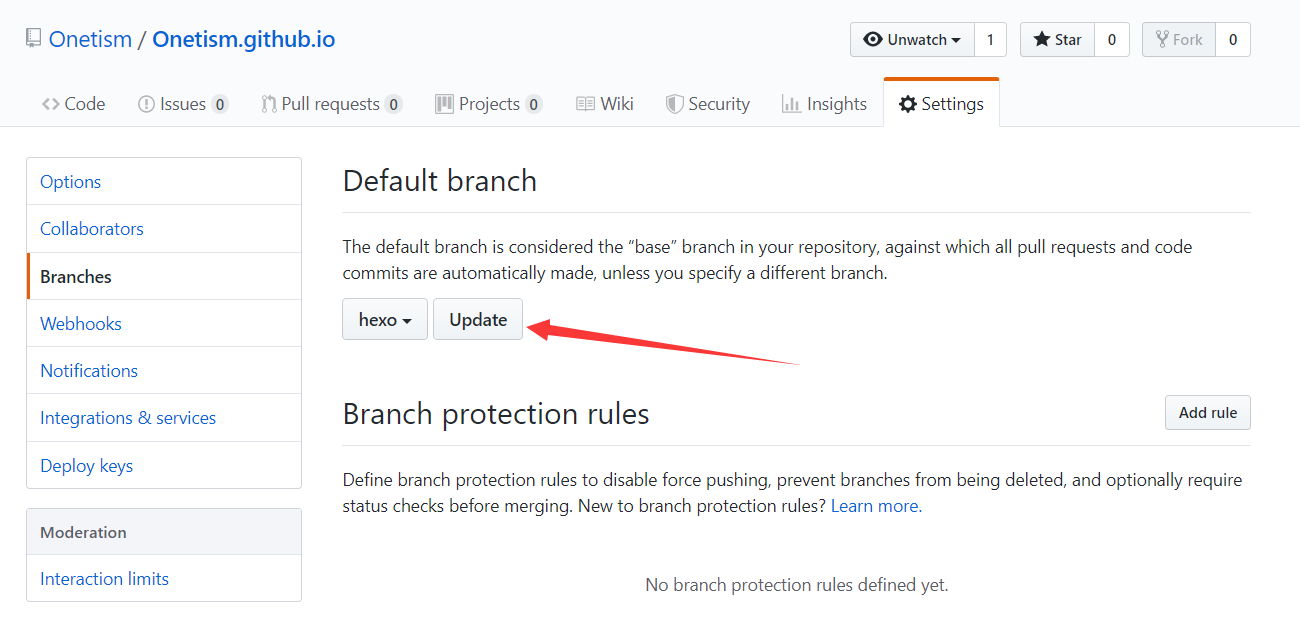 Onetism / Onetism.github.io
Unwatch 1 Star 0 Fork 0
Code Issues 0 Pull requests 0 Projects 0 Wiki Security Insights Settings
Options
Collaborators
Branches
Webhooks
Notifications
Integrations & services
Deploy keys
Moderation
Interaction limits
Default branch
The default branch is considered the “base” branch in your repository, against which all pull requests and code
commits are automatically made, unless you specify a different branch.
hexo Update
Branch protection rules Add rule
Define branch protection rules to disable force pushing, prevent branches from being deleted, and optionally require
status checks before merging. New to branch protection rules? Learn more.
No branch protection rules defined yet.